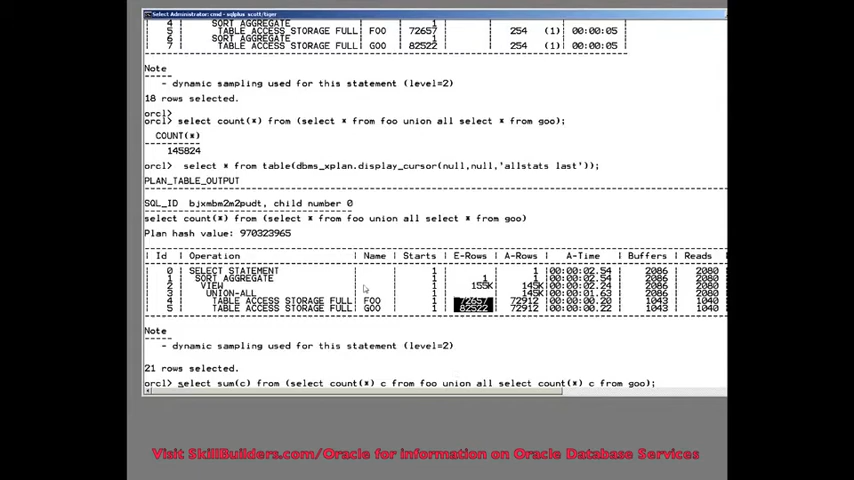 Select Administrator: cmd - sqlplus scott/tiger
4 | SORT AGGREGATE | | 1 | | |
5 | TABLE ACCESS STORAGE FULL| FOO | 72657 | 254 (1)| 00:00:05
6 | SORT AGGREGATE | | 1 | | |
7 | TABLE ACCESS STORAGE FULL| GOO | 82522 | 254 (1)| 00:00:05
Note
-----
- dynamic sampling used for this statement (level=2)
18 rows selected.
orcl>
orcl> select count(*) from (select * from foo union all select * from goo);
COUNT(*)
----------
145824
orcl> select * from table(dbms_xplan.display_cursor(null,null,'allstats last'));
PLAN_TABLE_OUTPUT
SQL_ID bjxmbm2m2pudt, child number 0
select count(*) from (select * from foo union all select * from goo)
Plan hash value: 970323965
| Id | Operation | Name | Starts | E-Rows | A-Rows | A-Time | Buffers | Reads
| 0 | SELECT STATEMENT | | 1 | | 1 |00:00:02.54 | 2086 | 2080
| 1 | SORT AGGREGATE | | 1 | 1 | 1 |00:00:02.54 | 2086 | 2080
| 2 | VIEW | | 1 | 155K| 145K|00:00:02.24 | 2086 | 2080
| 3 | UNION-ALL | | 1 | | 145K|00:00:01.63 | 2086 | 2080
| 4 | TABLE ACCESS STORAGE FULL| FOO | 1 | 72657 | 72912 |00:00:00.20 | 1043 | 1040
| 5 | TABLE ACCESS STORAGE FULL| GOO | 1 | 82522 | 72912 |00:00:00.22 | 1043 | 1040
Note
-----
- dynamic sampling used for this statement (level=2)
21 rows selected.
orcl> select sum(c) from (select count(*) c from foo union all select count(*) c from goo);
Visit SkillBuilders.com/Oracle for information on Oracle Database Services